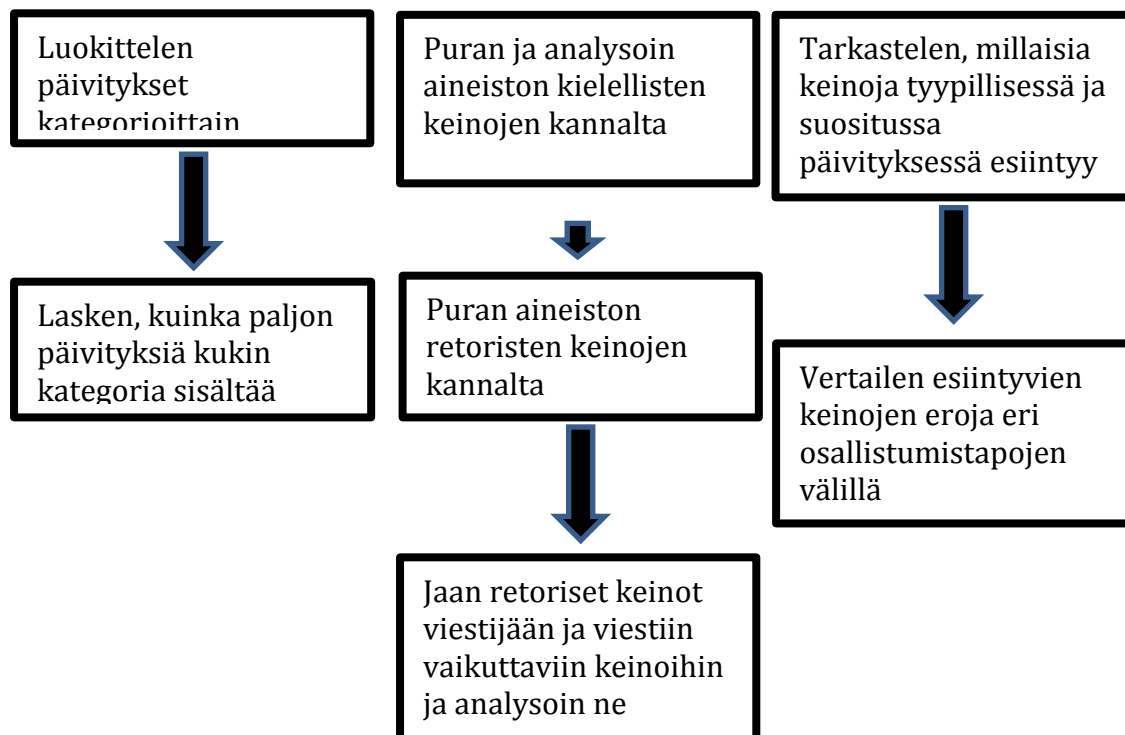 Luokittelen
päivitykset
kategorioittain
Lasken, kuinka paljon
päivityksiä kukin
kategoria sisältää
Puran ja analysoin
aineiston kielellisten
keinojen kannalta
Puran aineiston
retoristen keinojen
kannalta
Jaan retoriset keinot
viestijään ja viestiin
vaikuttaviin keinoihin
ja analysoin ne
Tarkastelen, millaisia
keinoja tyypillisessä ja
suositussa
päivityksessä esiintyy
Vertailen esiintyvien
keinojen eroja eri
osallistumistapojen
välillä